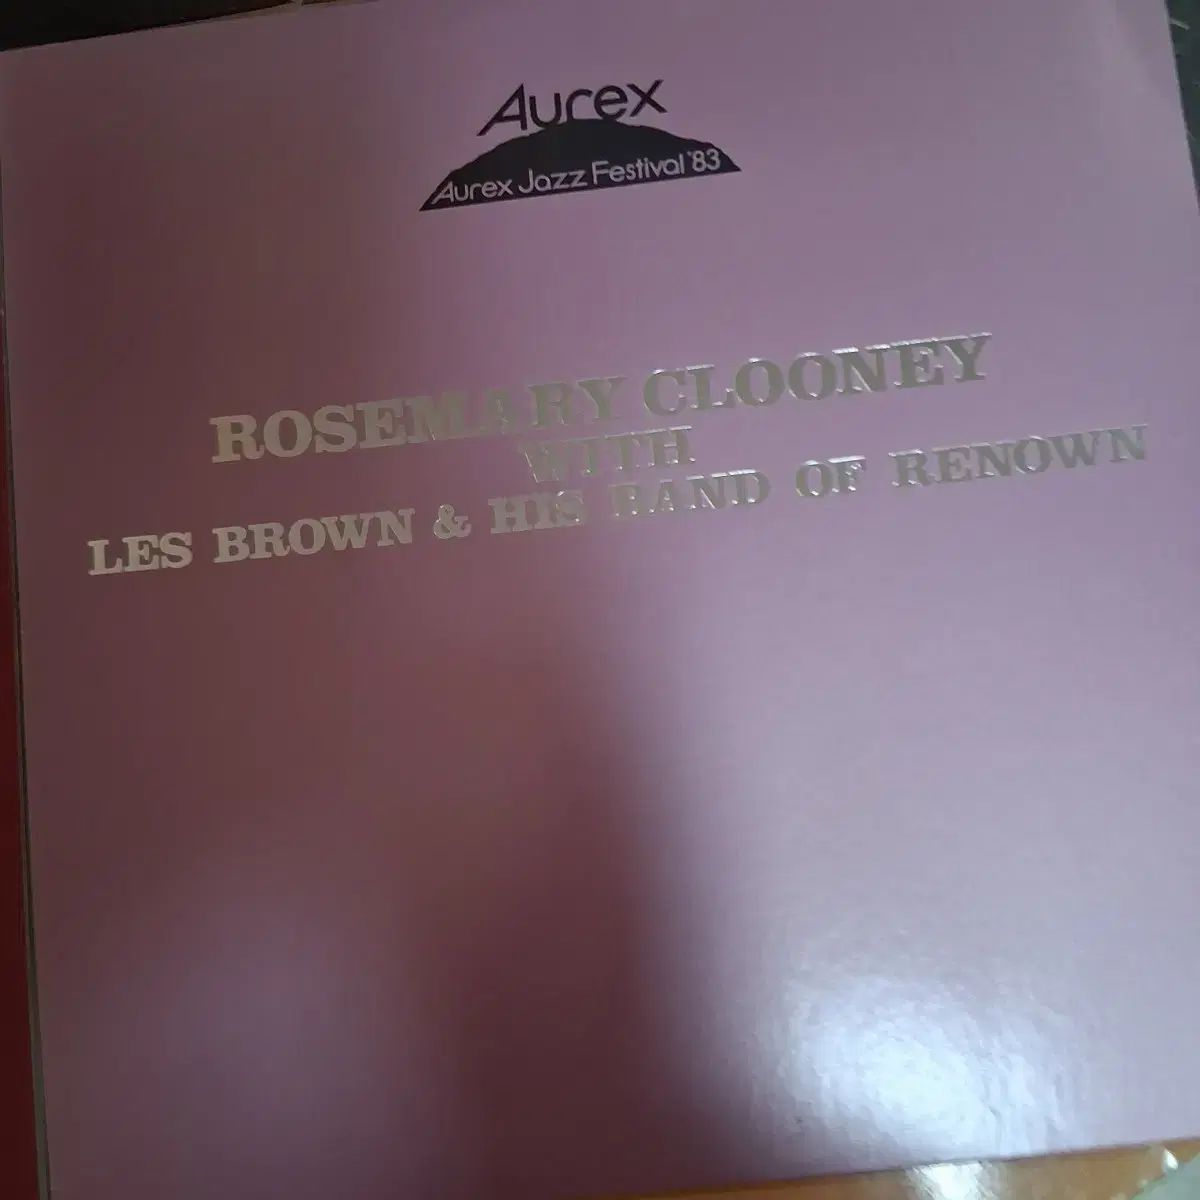 Aurex
Aurex Jazz Festival '83
ROSEMARY CLOONEY
WITH
LES BROWN & HIS BAND OF RENOWN